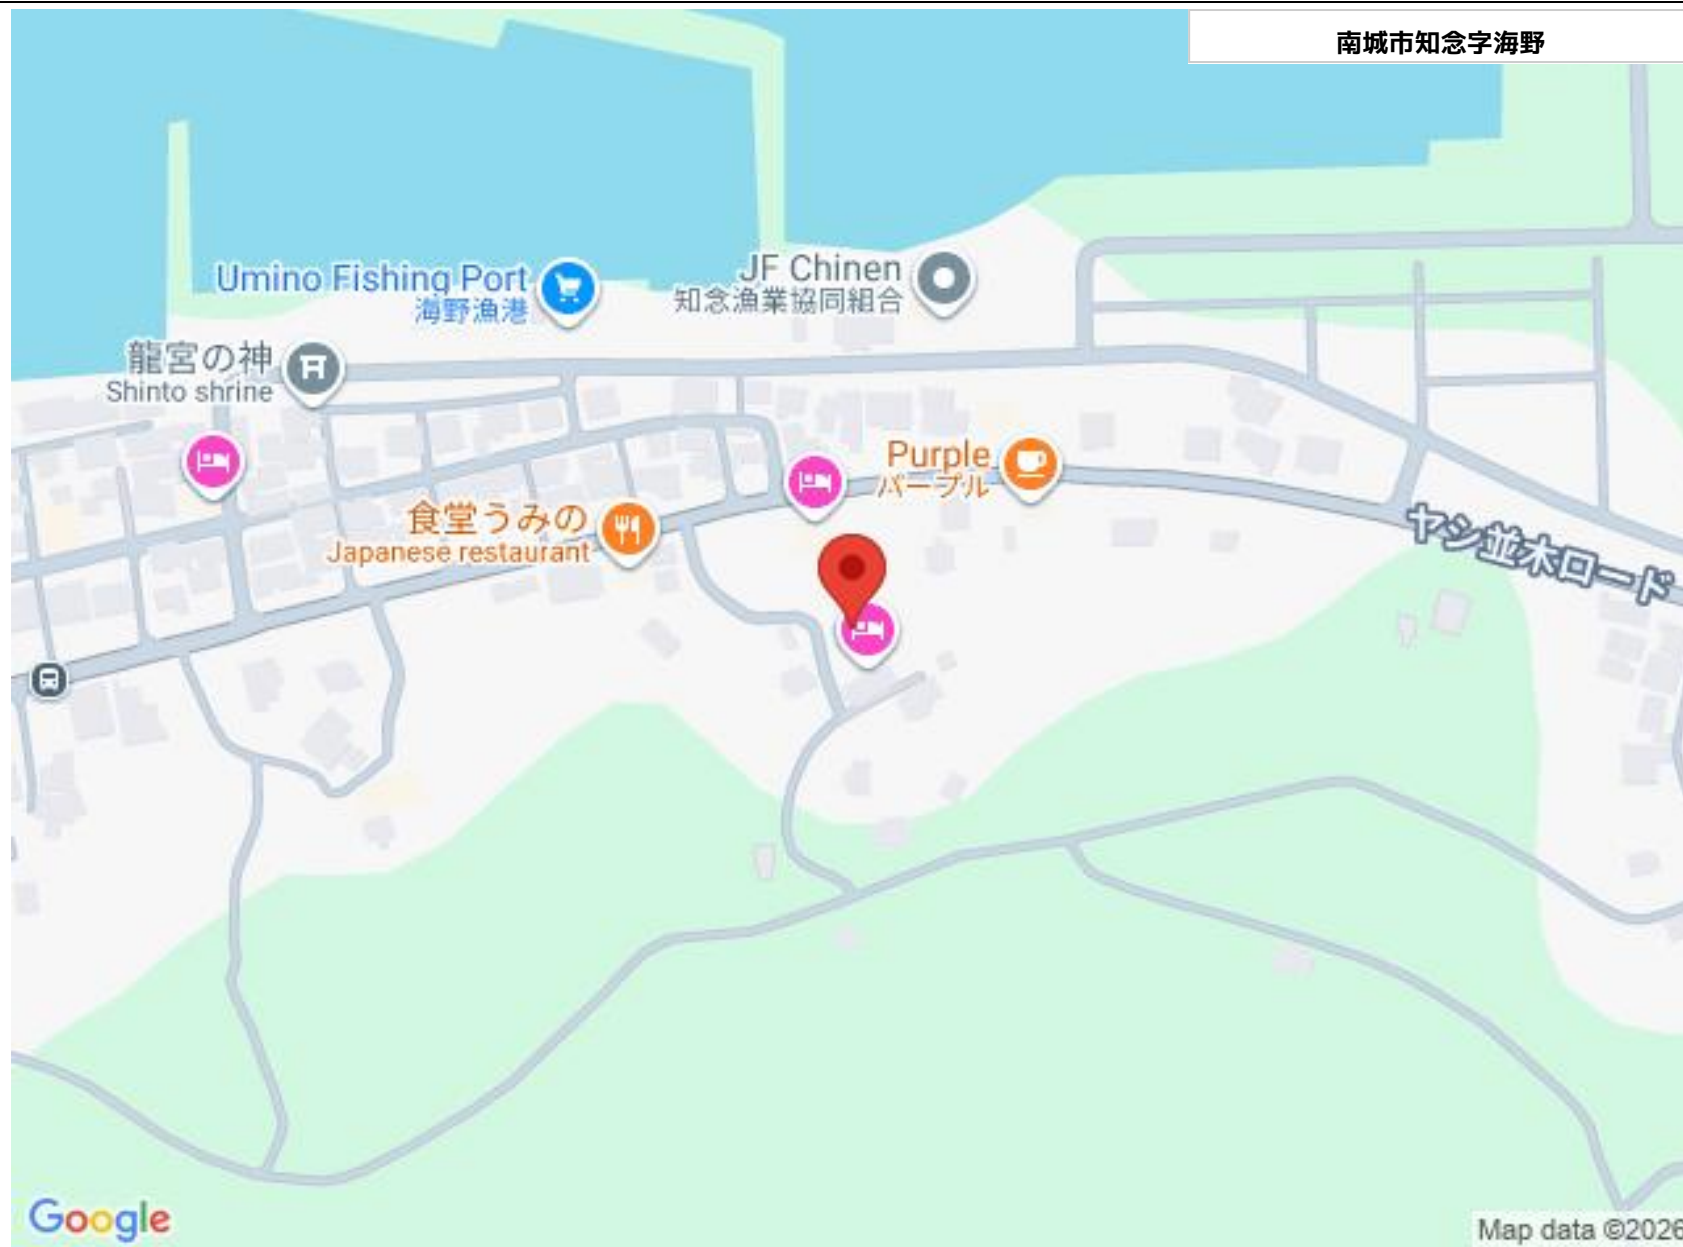 南城市知念字海野
Umino Fishing Port
海野漁港
JF Chinen
知念漁業協同組合
龍宮の神
Shinto shrine
Purple
パープル
食堂うみの
Japanese restaurant
ヤシ並木ロード
Google
Map data ©2026